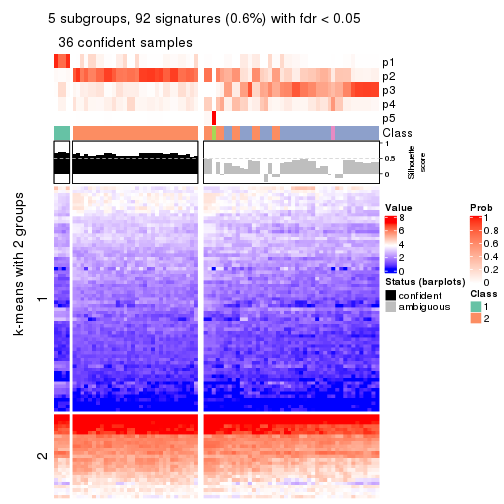 5 subgroups, 92 signatures (0.6%) with fdr < 0.05
36 confident samples
p1
p2
p3
p4
p5
Class
1
0.5
0
Silhouette
score
k-means with 2 groups
1
2
Value
8
6
4
2
0
Status (barplots)
confident
ambiguous
Prob
1
0.8
0.6
0.4
0.2
0
Class
1
2